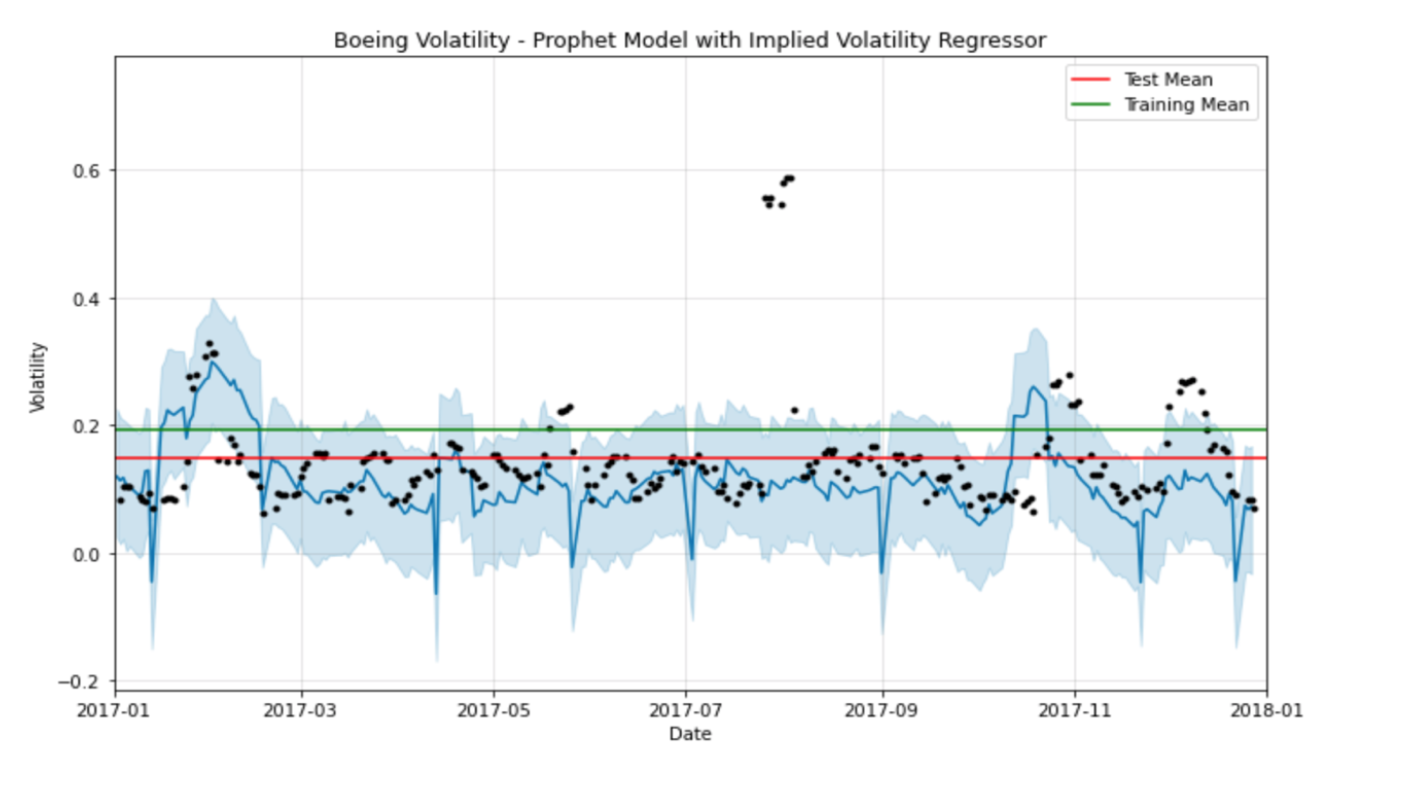 Boeing Volatility - Prophet Model with Implied Volatility Regressor
Test Mean
Training Mean
Volatility
0.6
0.4
0.2
0.0
−0.2
2017-01
2017-03
2017-05
2017-07
2017-09
2017-11
2018-01
Date